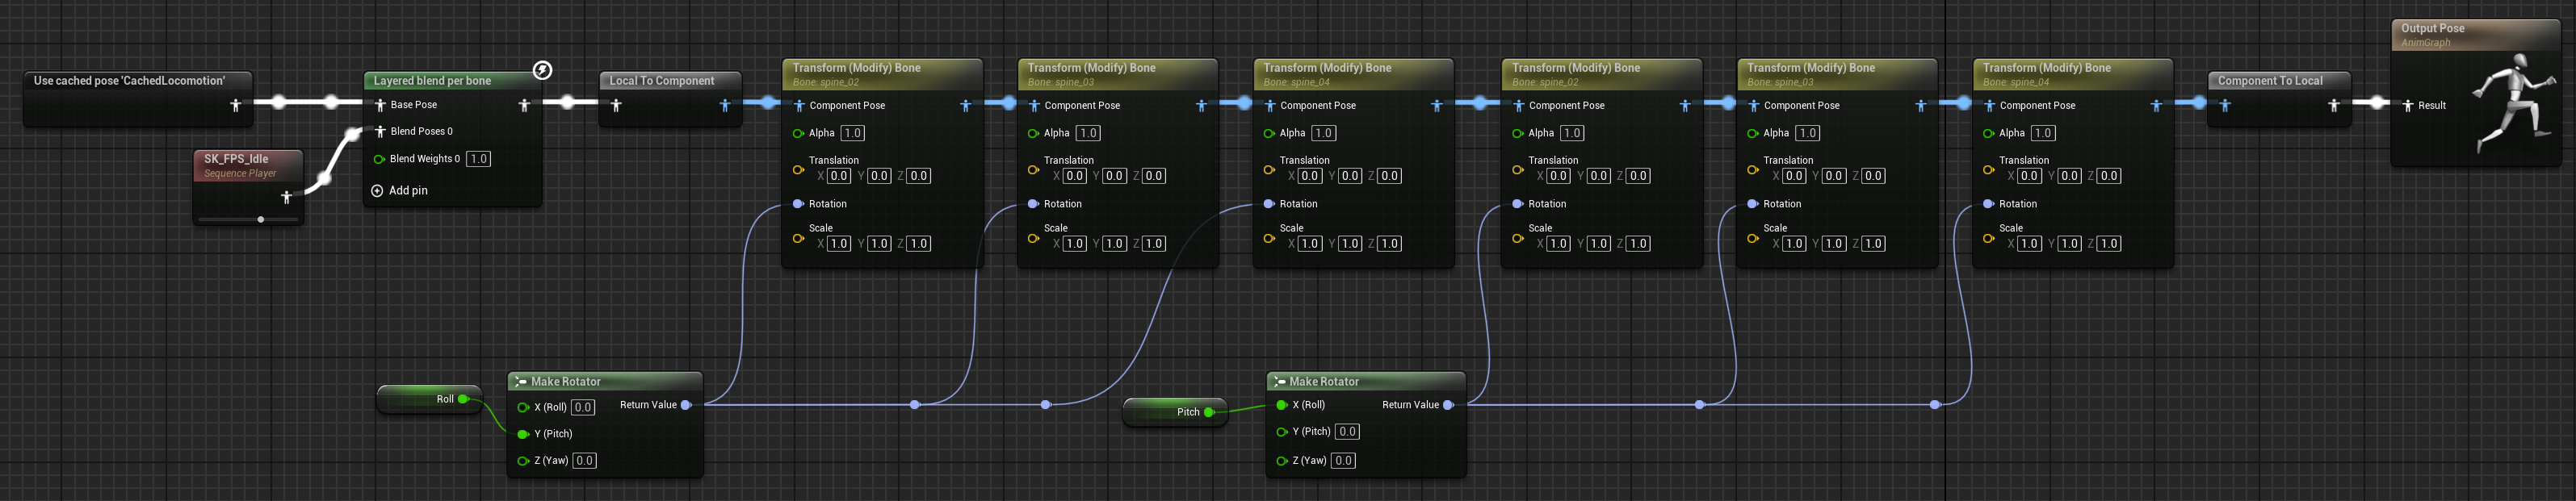 Use cached pose 'CachedLocomotion'
SK_FPS_Idle
Sequence Player
Layered blend per bone
Base Pose
Blend Poses 0
Blend Weights 0 1.0
Add pin
Local To Component
Transform (Modify) Bone
Bone: spine_02
Component Pose
Alpha 1.0
Translation
X 0.0 Y 0.0 Z 0.0
Rotation
Scale
X 1.0 Y 1.0 Z 1.0
Transform (Modify) Bone
Bone: spine_03
Component Pose
Alpha 1.0
Translation
X 0.0 Y 0.0 Z 0.0
Rotation
Scale
X 1.0 Y 1.0 Z 1.0
Transform (Modify) Bone
Bone: spine_04
Component Pose
Alpha 1.0
Translation
X 0.0 Y 0.0 Z 0.0
Rotation
Scale
X 1.0 Y 1.0 Z 1.0
Transform (Modify) Bone
Bone: spine_02
Component Pose
Alpha 1.0
Translation
X 0.0 Y 0.0 Z 0.0
Rotation
Scale
X 1.0 Y 1.0 Z 1.0
Transform (Modify) Bone
Bone: spine_03
Component Pose
Alpha 1.0
Translation
X 0.0 Y 0.0 Z 0.0
Rotation
Scale
X 1.0 Y 1.0 Z 1.0
Transform (Modify) Bone
Bone: spine_04
Component Pose
Alpha 1.0
Translation
X 0.0 Y 0.0 Z 0.0
Rotation
Scale
X 1.0 Y 1.0 Z 1.0
Component To Local
Output Pose
AnimGraph
Result
Roll
Make Rotator
X (Roll) 0.0 Return Value
Y (Pitch)
Z (Yaw) 0.0
Pitch
Make Rotator
X (Roll) Return Value
Y (Pitch) 0.0
Z (Yaw) 0.0